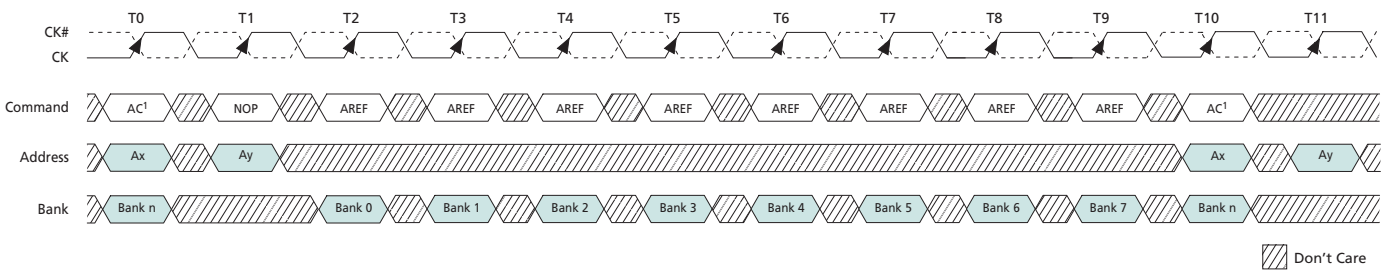 T0 T1 T2 T3 T4 T5 T6 T7 T8 T9 T10 T11
CK#
CK
Command AC¹ NOP AREF AREF AREF AREF AREF AREF AREF AREF AC¹
Address Ax Ay Ax Ay
Bank Bank n Bank 0 Bank 1 Bank 2 Bank 3 Bank 4 Bank 5 Bank 6 Bank 7 Bank n
Don't Care